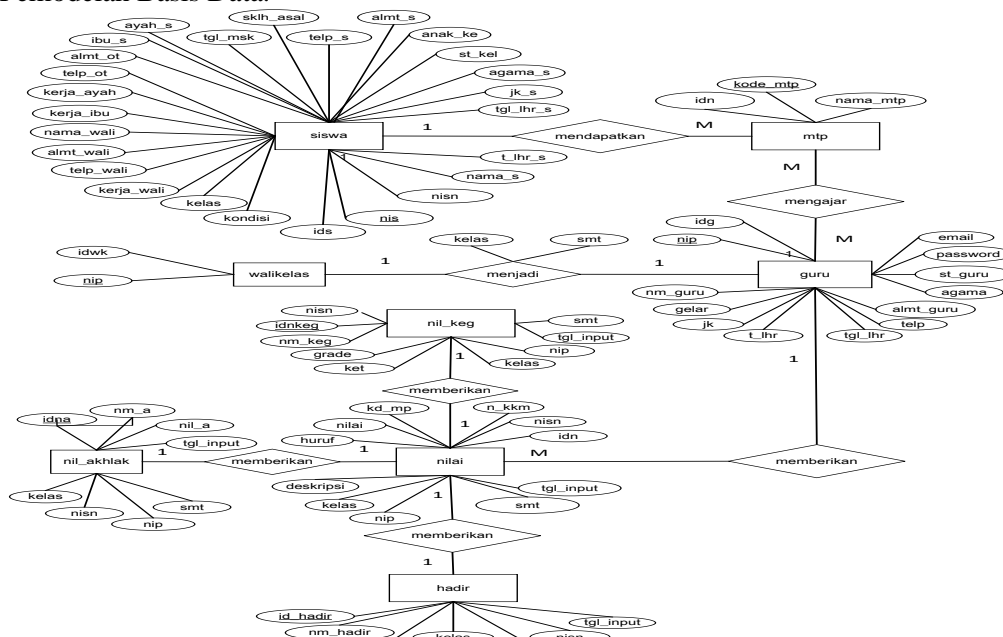 sklh_asal
almt_s
ayah_s
tgl_msk
telp_s
anak_ke
ibu_s
st_kel
almt_ot
agama_s
telp_ot
jk_s
kode_mtp
kerja_ayah
tgl_lhr_s
idn
nama_mtp
kerja_ibu
siswa
1
mendapatkan
M
mtp
nama_wali
almt_wali
1
t_lhr_s
telp_wali
nama_s
M
kerja_wali
nisn
mengajar
kelas
kondisi
nis
ids
idg
kelas
smt
nip
M
email
idwk
1
password
walikelas
1
menjadi
1
guru
st_guru
nip
agama
nm_guru
nisn
gelar
almt_guru
idnkeg
nil_keg
smt
jk
telp
nm_keg
tgl_input
t_lhr
tgl_lhr
grade
nip
ket
1
kelas
1
memberikan
kd_mp
n_kkm
nm_a
idna
nilai
1
nisn
nil_a
huruf
idn
tgl_input
1
1
M
nil_akhlak
memberikan
nilai
memberikan
deskripsi
tgl_input
kelas
1
kelas
smt
smt
nisn
nip
nip
memberikan
1
hadir
id_hadir
tgl_input
nm_hadir
kelas
nisn